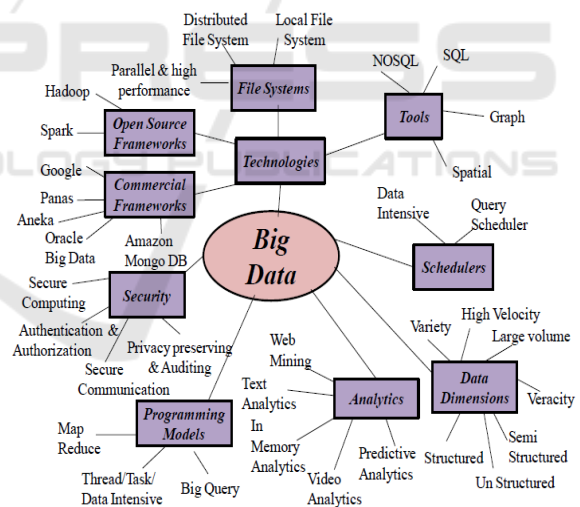 Distributed
File System
Local File
System
Parallel & high
performance
File Systems
NOSQL
SQL
Tools
Graph
Spatial
Hadoop
Spark
Open Source
Frameworks
Technologies
Google
Panas
Aneka
Oracle
Big Data
Commercial
Frameworks
Amazon
Mongo DB
Data
Intensive
Query
Scheduler
Schedulers
Big
Data
Secure
Computing
Security
Authentication &
Authorization
Secure
Communication
Privacy preserving
& Auditing
Programming
Models
Map
Reduce
Thread/Task/
Data Intensive
Big Query
Web
Mining
Text
Analytics
In
Memory
Analytics
Video
Analytics
Predictive
Analytics
Analytics
Variety
High Velocity
Large volume
Data
Dimensions
Veracity
Structured
Semi
Structured
Un Structured
PRESS
OLOGY PUBLICATIONS